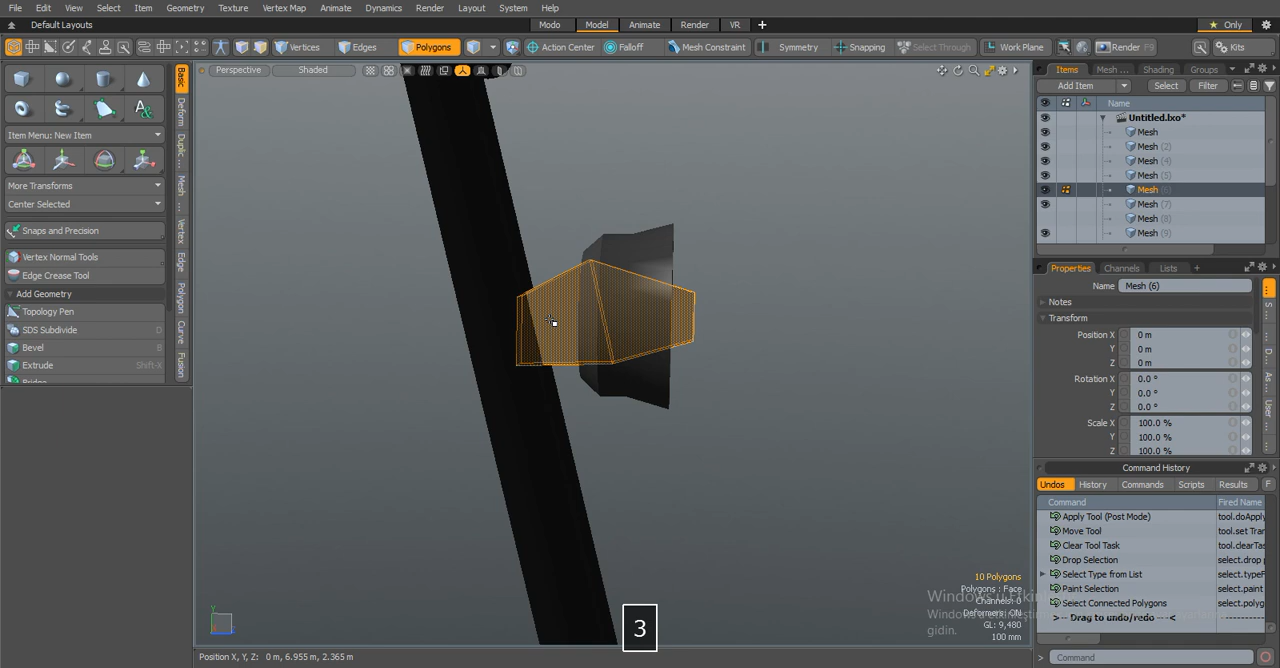 File Edit View Select Item Geometry Texture Vertex Map Animate Dynamics Render Layout System Help
Default Layouts Modo Model Animate Render VR + Only
Vertices Edges Polygons Action Center Falloff Mesh Constraint Symmetry Snapping Select Through Work Plane Render F9 Kits
Perspective Shaded
Items Mesh ... Shading Groups
Add Item Select Filter
Name
Untitled.lxo*
Mesh
Mesh (2)
Mesh (4)
Mesh (5)
Mesh (6)
Mesh (7)
Mesh (8)
Mesh (9)
Basic
Deform
Duplic ...
Mesh ...
Vertex
Edge
Polygon
Curve
Fusion
Item Menu: New Item
More Transforms
Center Selected
Snaps and Precision
Vertex Normal Tools
Edge Crease Tool
Add Geometry
Topology Pen
SDS Subdivide D
Bevel B
Extrude Shift-X
Properties Channels Lists +
Name Mesh (6)
Notes
Transform
Position X 0 m
Y 0 m
Z 0 m
Rotation X 0.0 °
Y 0.0 °
Z 0.0 °
Scale X 100.0 %
Y 100.0 %
Z 100.0 %
S ...
D...
As...
User ...
Command History
Undos History Commands Scripts Results F
Command Fired Name
Apply Tool (Post Mode) tool.doApply
Move Tool tool.set Tran
Clear Tool Task tool.clearTas
Drop Selection select.drop p
Select Type from List select.typeF
Paint Selection select.paint
Select Connected Polygons select.polyg
>-- Drag to undo/redo ---<
> Command
10 Polygons
Polygons : Face
Channels: 0
Deformers: ON
GL: 9,480
100 mm
gidin.
3
Y
Position X, Y, Z: 0 m, 6.955 m, 2.365 m